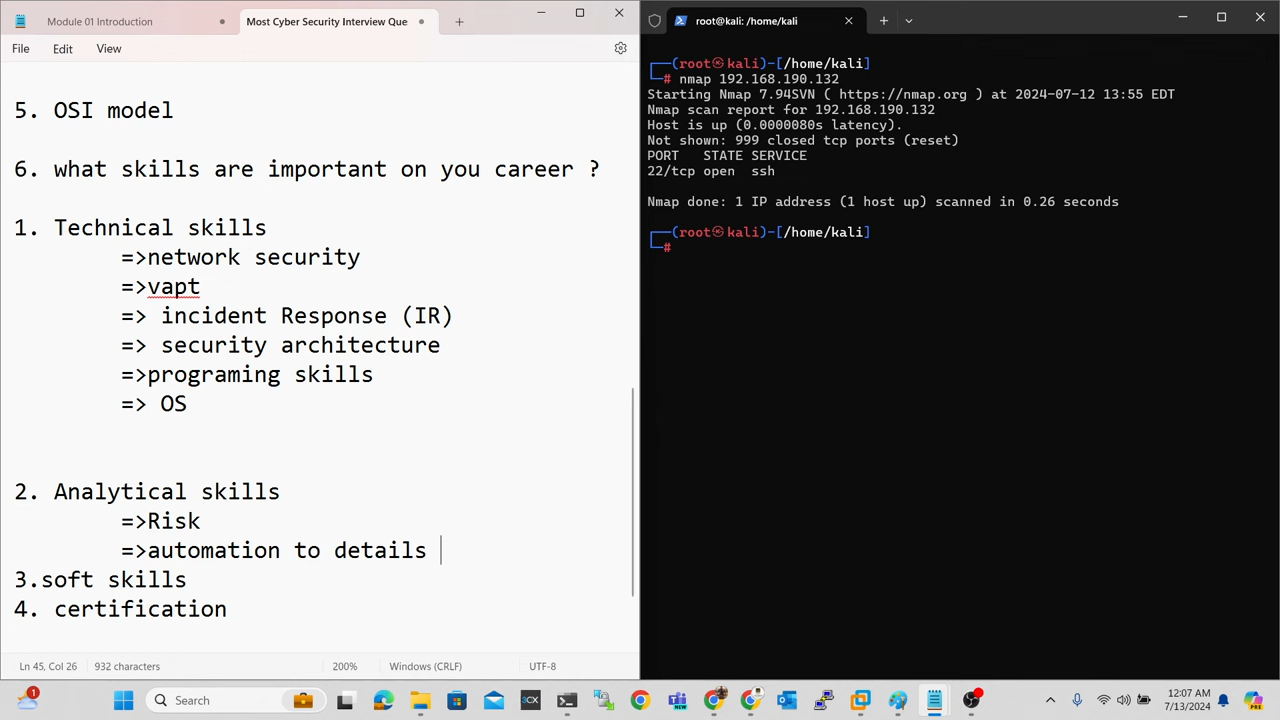 Module 01 Introduction
Most Cyber Security Interview Que
File Edit View
5. OSI model
6. what skills are important on you career ?
1. Technical skills
=>network security
=>vapt
=> incident Response (IR)
=> security architecture
=>programing skills
=> OS
2. Analytical skills
=>Risk
=>automation to details
3.soft skills
4. certification
Ln 45, Col 26 932 characters 200% Windows (CRLF) UTF-8
root@kali: /home/kali
┌──(root㉿kali)-[/home/kali]
└─# nmap 192.168.190.132
Starting Nmap 7.94SVN ( https://nmap.org ) at 2024-07-12 13:55 EDT
Nmap scan report for 192.168.190.132
Host is up (0.0000080s latency).
Not shown: 999 closed tcp ports (reset)
PORT STATE SERVICE
22/tcp open ssh
Nmap done: 1 IP address (1 host up) scanned in 0.26 seconds
┌──(root㉿kali)-[/home/kali]
└─#
1
Search
3CX
NEW
12:07 AM
7/13/2024
PRE